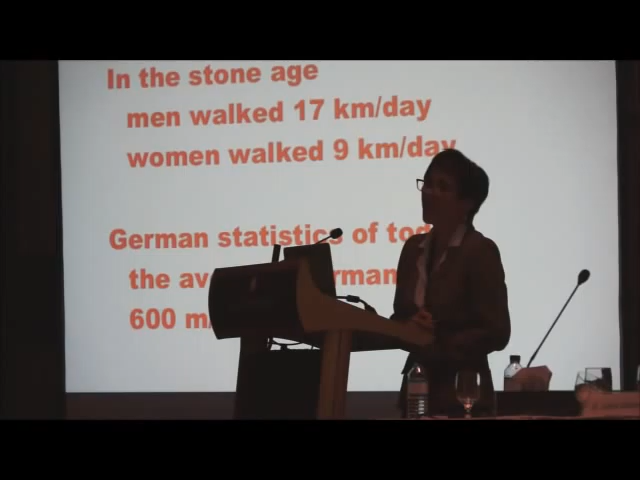 In the stone age
men walked 17 km/day
women walked 9 km/day
German statistics of
the
600